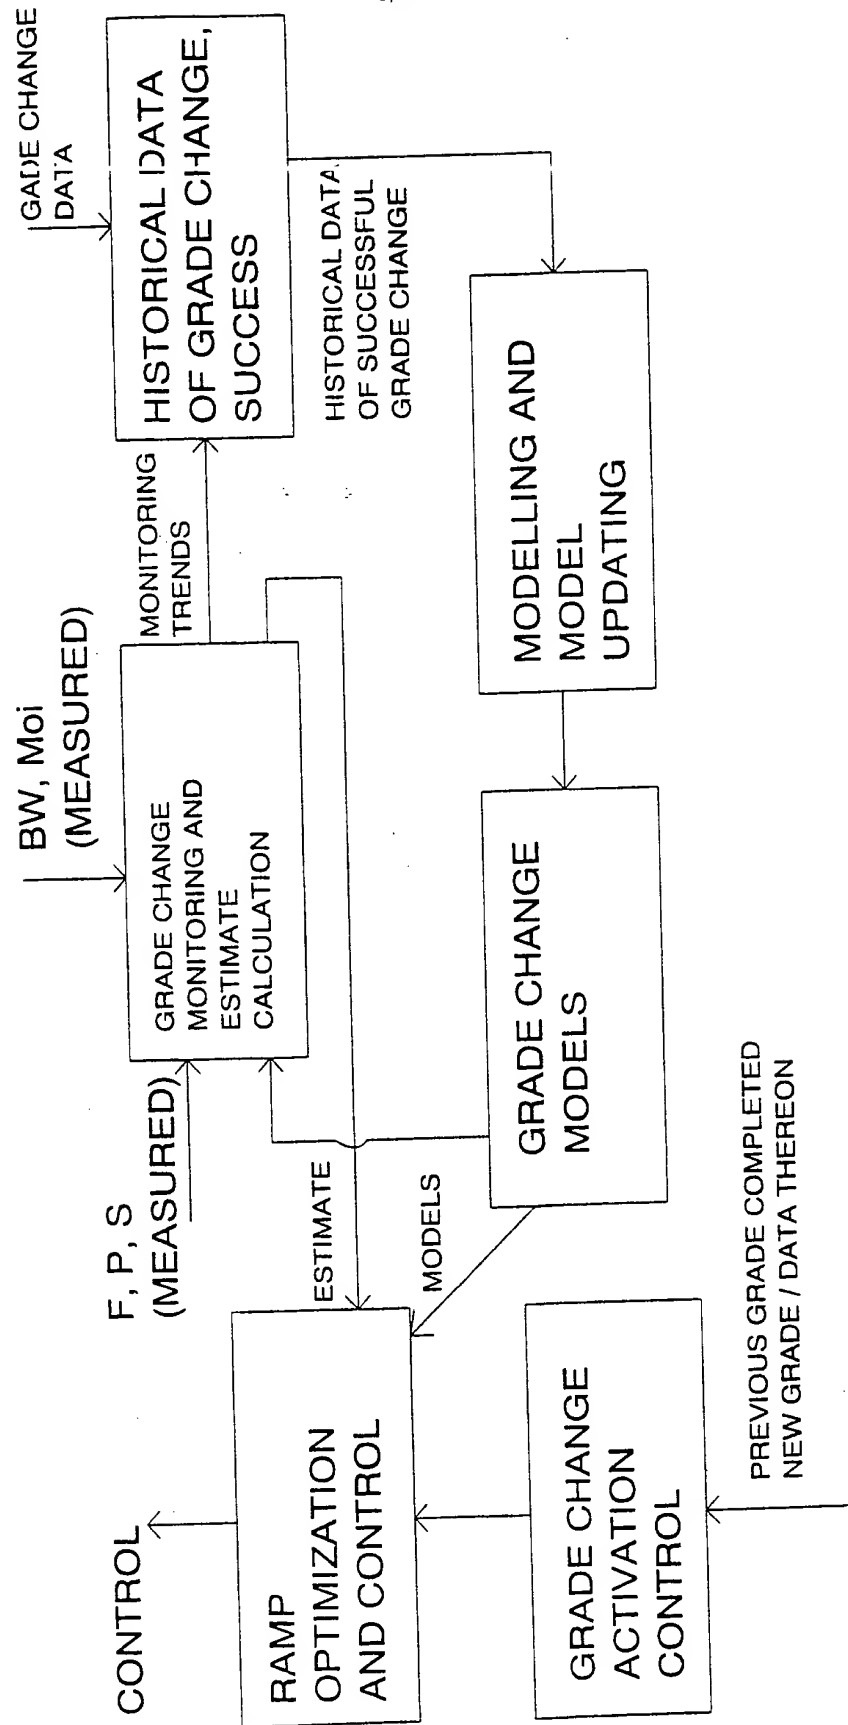 GADE CHANGE
DATA
HISTORICAL DATA
OF GRADE CHANGE,
SUCCESS
MONITORING
TRENDS
HISTORICAL DATA
OF SUCCESSFUL
GRADE CHANGE
BW, Moi
(MEASURED)
GRADE CHANGE
MONITORING AND
ESTIMATE
CALCULATION
MODELLING AND
MODEL
UPDATING
F, P, S
(MEASURED)
GRADE CHANGE
MODELS
ESTIMATE
MODELS
CONTROL
RAMP
OPTIMIZATION
AND CONTROL
GRADE CHANGE
ACTIVATION
CONTROL
PREVIOUS GRADE COMPLETED
NEW GRADE / DATA THEREON